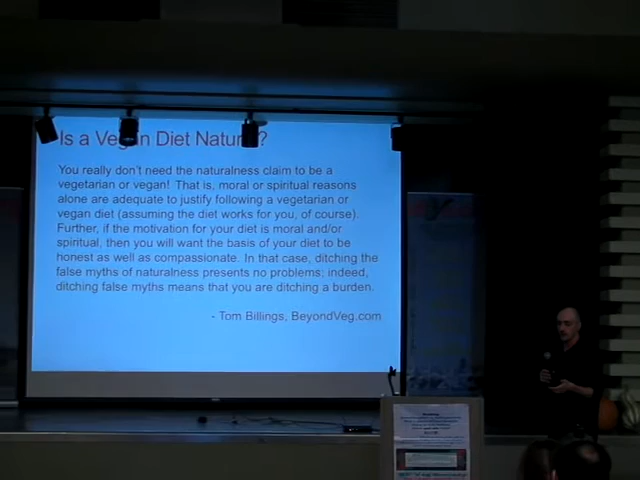 Is a Vegan Diet Natural?
You really don't need the naturalness claim to be a
vegetarian or vegan! That is, moral or spiritual reasons
alone are adequate to justify following a vegetarian or
vegan diet (assuming the diet works for you, of course).
Further, if the motivation for your diet is moral and/or
spiritual, then you will want the basis of your diet to be
honest as well as compassionate. In that case, ditching the
false myths of naturalness presents no problems; indeed,
ditching false myths means that you are ditching a burden.
- Tom Billings, BeyondVeg.com